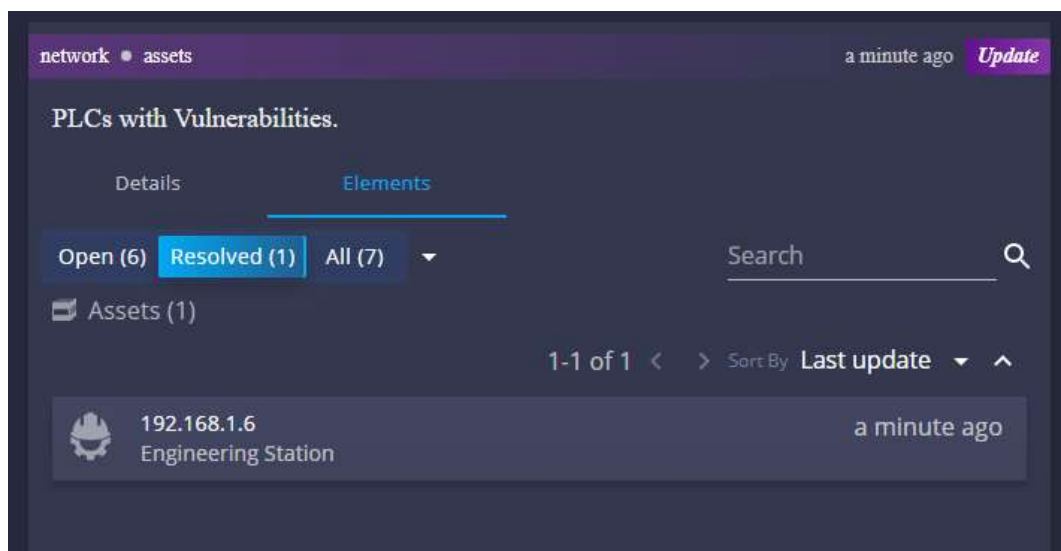 network • assets a minute ago Update
PLCs with Vulnerabilities.
Details Elements
Open (6) Resolved (1) All (7) Search
Assets (1)
1-1 of 1 < > Sort By Last update
192.168.1.6 a minute ago
Engineering Station